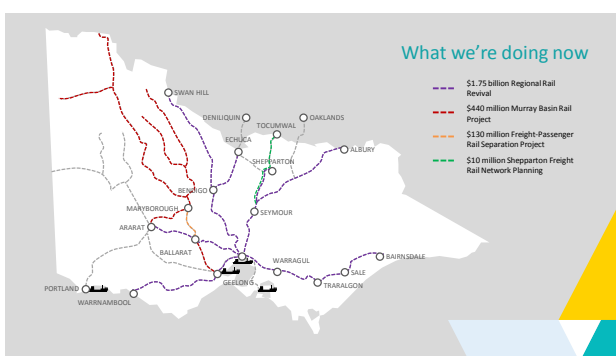 What we're doing now
$1.75 billion Regional Rail
Revival
$440 million Murray Basin Rail
Project
$130 million Freight-Passenger
Rail Separation Project
$10 million Shepparton Freight
Rail Network Planning
SWAN HILL
DENILIQUIN
OAKLANDS
TOCUMWAL
ECHUCA
ALBURY
SHEPPARTON
BENDIGO
MARYBOROUGH
SEYMOUR
ARARAT
BALLARAT
WARRAGUL
BAIRNSDALE
SALE
GEELONG
TRARALGON
PORTLAND
WARRNAMBOOL